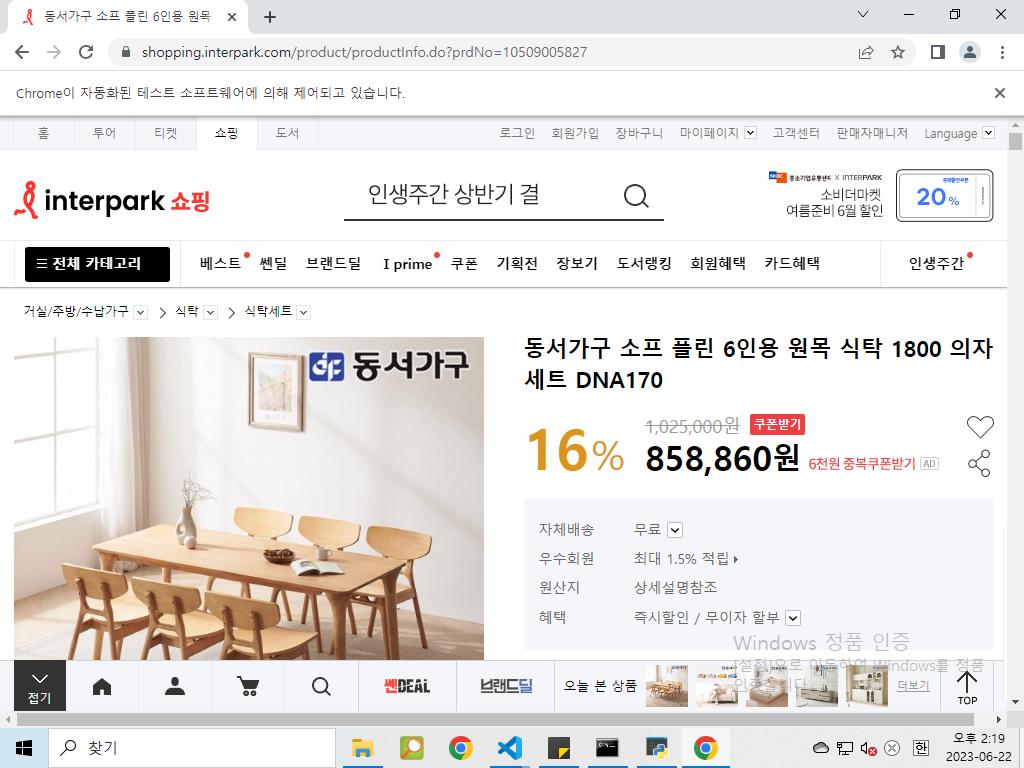 동서가구 소프 플린 6인용 원목
shopping.interpark.com/product/productInfo.do?prdNo=10509005827
Chrome이 자동화된 테스트 소프트웨어에 의해 제어되고 있습니다.
홈 투어 티켓 쇼핑 도서 로그인 회원가입 장바구니 마이페이지 고객센터 판매자매니저 Language
interpark 쇼핑
인생주간 상반기 결
중소기업유통센터 X INTERPARK
소비더마켓
여름준비 6월 할인
20%
전체 카테고리 베스트 쎈딜 브랜드딜 I prime 쿠폰 기획전 장보기 도서랭킹 회원혜택 카드혜택 인생주간
거실/주방/수납가구 식탁 식탁세트
동서가구
동서가구 소프 플린 6인용 원목 식탁 1800 의자
세트 DNA170
16%
1,025,000원 쿠폰받기
858,860원 6천원 중복쿠폰받기 AD
자체배송 무료
우수회원 최대 1.5% 적립
원산지 상세설명참조
혜택 즉시할인 / 무이자 할부
Windows 정품 인증
[설정]으로 이동하여 Windows를 정품
인증합니다.
접기
쎈DEAL
브랜드딜
오늘 본 상품
더보기
TOP
찾기
한
오후 2:19
2023-06-22